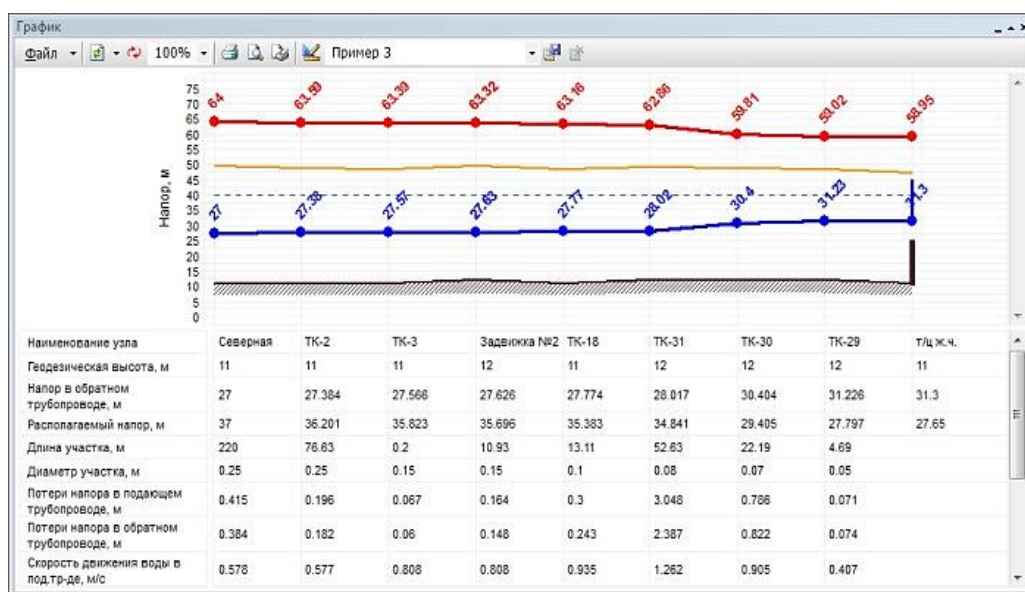 График
Файл 100% Пример 3
75
70
65
60
55
50
45
40
35
30
25
20
15
10
5
0
Напор, м
64 63.59 63.39 63.32 63.16 62.86 59.81 59.02 58.95
27 27.38 27.57 27.63 27.77 28.02 30.4 31.23 31.3
Наименование узла Северная ТК-2 ТК-3 Задвижка №2 ТК-18 ТК-31 ТК-30 ТК-29 т/ц ж.ч.
Геодезическая высота, м 11 11 11 12 11 12 12 12 11
Напор в обратном
трубопроводе, м 27 27.384 27.566 27.626 27.774 28.017 30.404 31.226 31.3
Располагаемый напор, м 37 36.201 35.823 35.696 35.383 34.841 29.405 27.797 27.65
Длина участка, м 220 76.63 0.2 10.93 13.11 52.63 22.19 4.69
Диаметр участка, м 0.25 0.25 0.15 0.15 0.1 0.08 0.07 0.05
Потери напора в подающем
трубопроводе, м 0.415 0.196 0.067 0.164 0.3 3.048 0.786 0.071
Потери напора в обратном
трубопроводе, м 0.384 0.182 0.06 0.148 0.243 2.387 0.822 0.074
Скорость движения воды в
под.тр-де, м/с 0.578 0.577 0.808 0.808 0.935 1.262 0.905 0.407